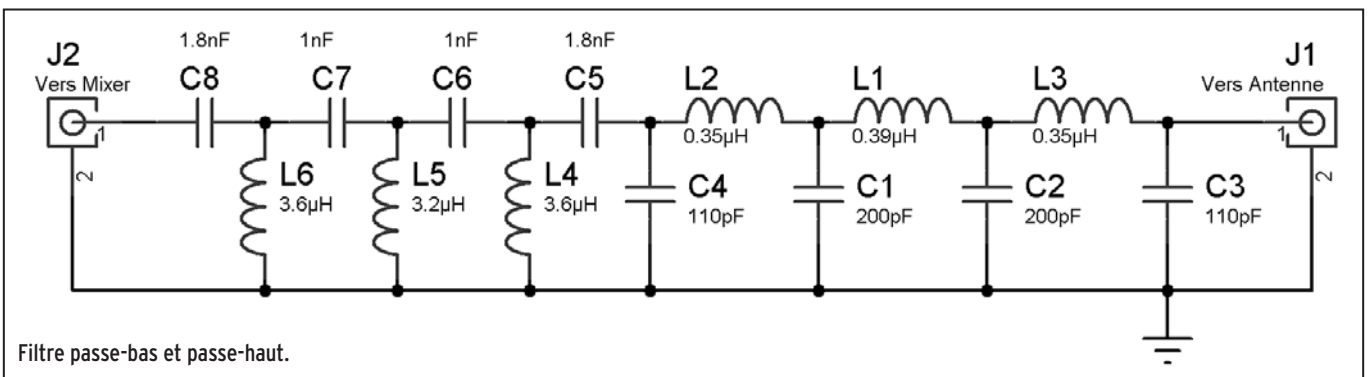 1.8nF 1nF 1nF 1.8nF
J2 C8 C7 C6 C5 L2 L1 L3 J1
Vers Mixer Vers Antenne
1 0.35µH 0.39µH 0.35µH 1
2 L6 L5 L4 C4 C1 C2 C3 2
3.6µH 3.2µH 3.6µH 110pF 200pF 200pF 110pF
Filtre passe-bas et passe-haut.